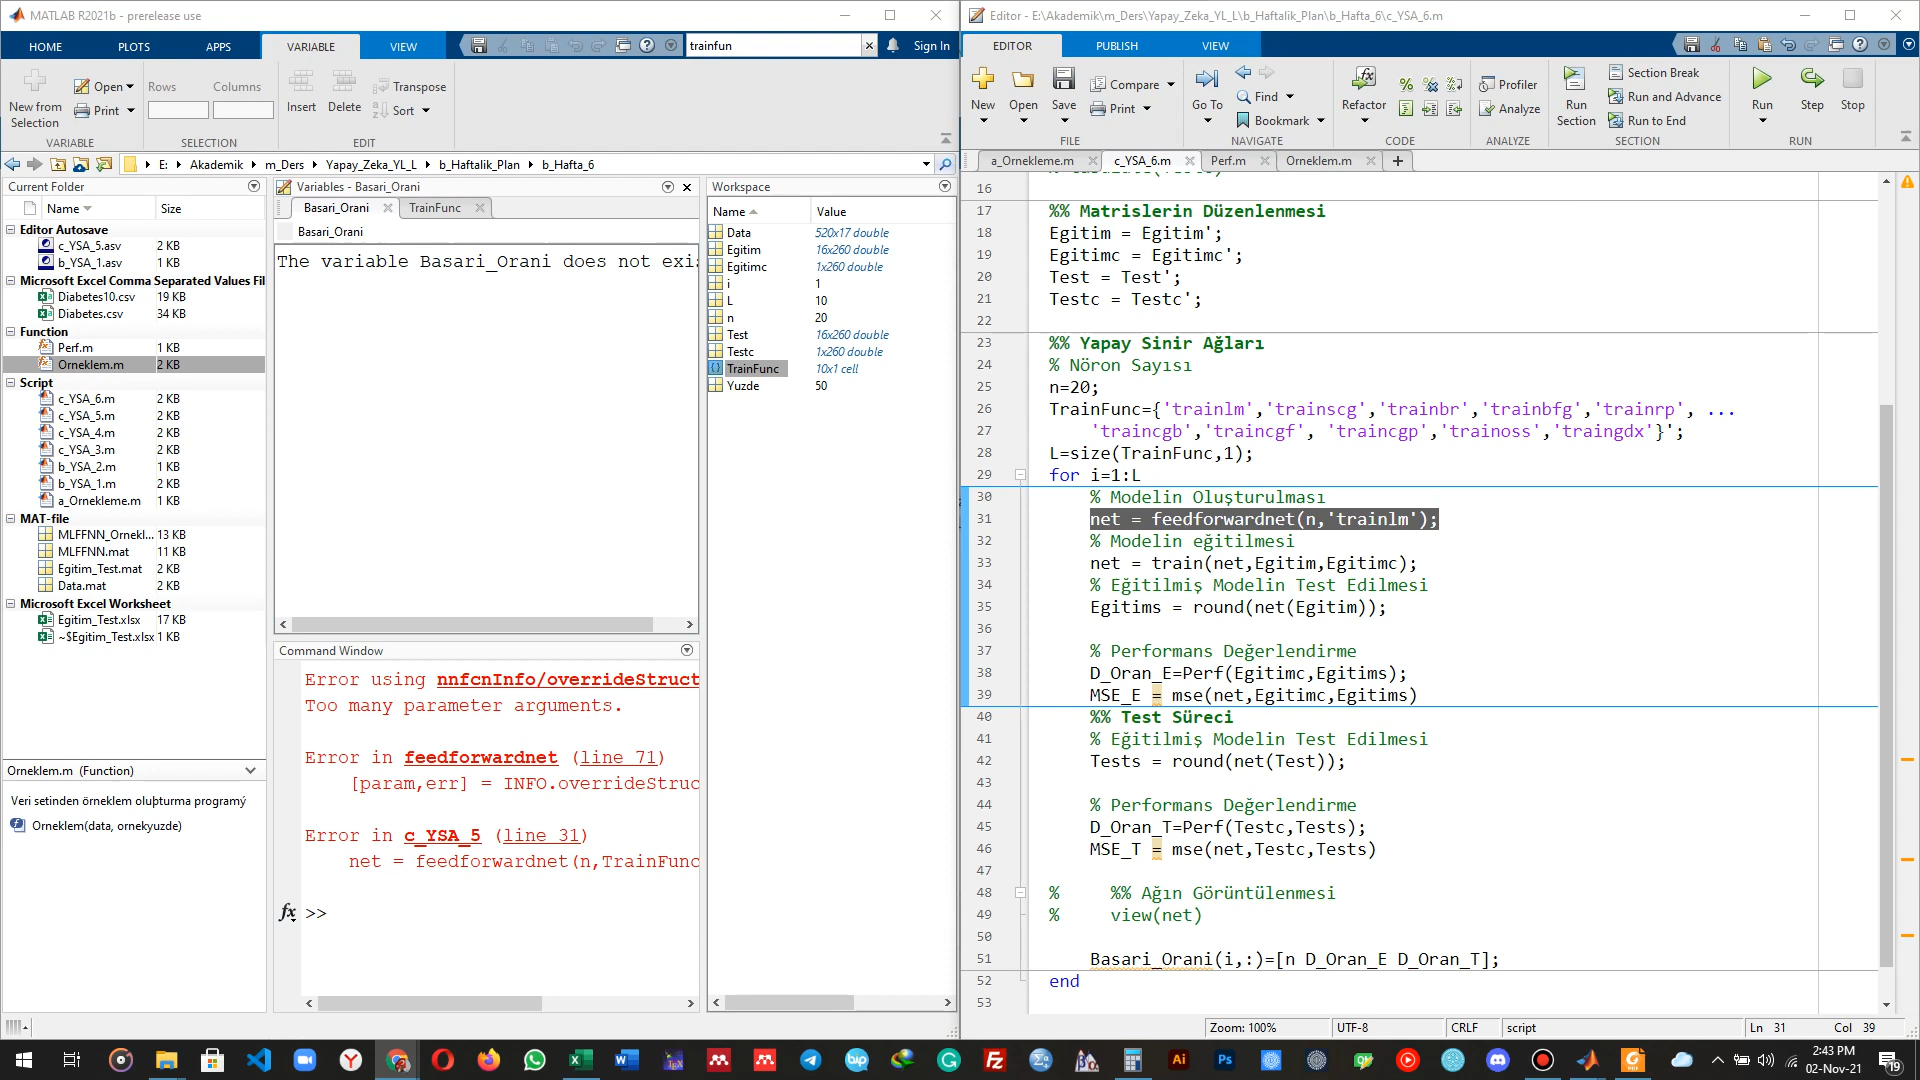 MATLAB R2021b - prerelease use
HOME PLOTS APPS VARIABLE VIEW
trainfun
Sign In
New from Selection
Open
Print
Rows Columns
Insert Delete
Transpose
Sort
VARIABLE SELECTION EDIT
E: Akademik m_Ders Yapay_Zeka_YL_L b_Haftalik_Plan b_Hafta_6
Current Folder
Name Size
Editor Autosave
c_YSA_5.asv 2 KB
b_YSA_1.asv 1 KB
Microsoft Excel Comma Separated Values Fil
Diabetes10.csv 19 KB
Diabetes.csv 34 KB
Function
Perf.m 1 KB
Orneklem.m 2 KB
Script
c_YSA_6.m 2 KB
c_YSA_5.m 2 KB
c_YSA_4.m 2 KB
c_YSA_3.m 2 KB
b_YSA_2.m 1 KB
b_YSA_1.m 2 KB
a_Ornekleme.m 1 KB
MAT-file
MLFFNN_Ornekl... 13 KB
MLFFNN.mat 11 KB
Egitim_Test.mat 2 KB
Data.mat 2 KB
Microsoft Excel Worksheet
Egitim_Test.xlsx 17 KB
~$Egitim_Test.xlsx 1 KB
Orneklem.m (Function)
Veri setinden örneklem oluþturma programý
Orneklem(data, ornekyuzde)
Variables - Basari_Orani
Basari_Orani TrainFunc
Basari_Orani
The variable Basari_Orani does not exis
Command Window
Error using nnfcnInfo/overrideStruct
Too many parameter arguments.
Error in feedforwardnet (line 71)
[param,err] = INFO.overrideStruc
Error in c_YSA_5 (line 31)
net = feedforwardnet(n,TrainFunc
fx >>
Workspace
Name Value
Data 520x17 double
Egitim 16x260 double
Egitimc 1x260 double
i 1
L 10
n 20
Test 16x260 double
Testc 1x260 double
TrainFunc 10x1 cell
Yuzde 50
Editor - E:\Akademik\m_Ders\Yapay_Zeka_YL_L\b_Haftalik_Plan\b_Hafta_6\c_YSA_6.m
EDITOR PUBLISH VIEW
New Open Save
Compare
Print
Go To
Find
Bookmark
Refactor
Profiler
Analyze
Run Section
Section Break
Run and Advance
Run to End
Run Step Stop
FILE NAVIGATE CODE ANALYZE SECTION RUN
a_Ornekleme.m c_YSA_6.m Perf.m Orneklem.m
16
17 %% Matrislerin Düzenlenmesi
18 Egitim = Egitim';
19 Egitimc = Egitimc';
20 Test = Test';
21 Testc = Testc';
22
23 %% Yapay Sinir Ağları
24 % Nöron Sayısı
25 n=20;
26 TrainFunc={'trainlm','trainscg','trainbr','trainbfg','trainrp', ...
27 'traincgb','traincgf', 'traincgp','trainoss','traingdx'}';
28 L=size(TrainFunc,1);
29 for i=1:L
30 % Modelin Oluşturulması
31 net = feedforwardnet(n,'trainlm');
32 % Modelin eğitilmesi
33 net = train(net,Egitim,Egitimc);
34 % Eğitilmiş Modelin Test Edilmesi
35 Egitims = round(net(Egitim));
36
37 % Performans Değerlendirme
38 D_Oran_E=Perf(Egitimc,Egitims);
39 MSE_E = mse(net,Egitimc,Egitims)
40 %% Test Süreci
41 % Eğitilmiş Modelin Test Edilmesi
42 Tests = round(net(Test));
43
44 % Performans Değerlendirme
45 D_Oran_T=Perf(Testc,Tests);
46 MSE_T = mse(net,Testc,Tests)
47
48 % %% Ağın Görüntülenmesi
49 % view(net)
50
51 Basari_Orani(i,:)=[n D_Oran_E D_Oran_T];
52 end
53
Zoom: 100% UTF-8 CRLF script Ln 31 Col 39
2:43 PM
02-Nov-21
19